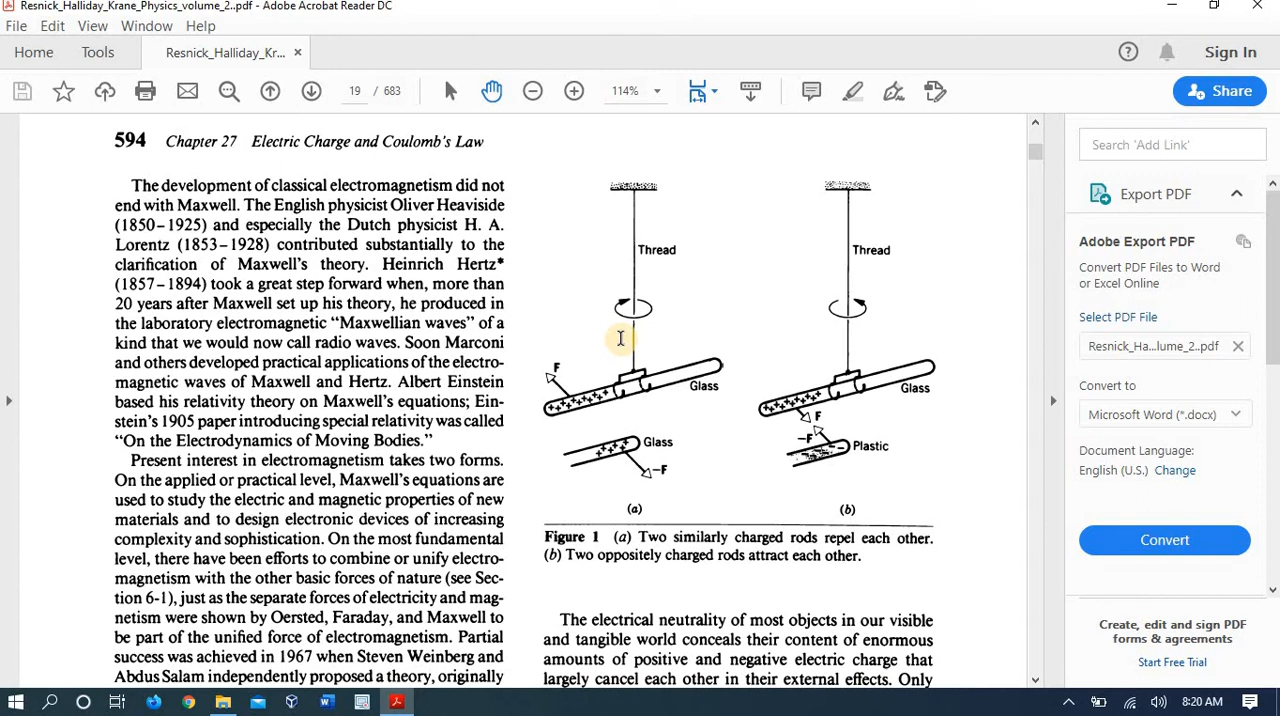 Resnick_Halliday_Krane_Physics_volume_2..pdf - Adobe Acrobat Reader DC
File Edit View Window Help
Home Tools Resnick_Halliday_Kr... × Sign In
19 / 683 114% Share
594 Chapter 27 Electric Charge and Coulomb's Law
The development of classical electromagnetism did not
end with Maxwell. The English physicist Oliver Heaviside
(1850–1925) and especially the Dutch physicist H. A.
Lorentz (1853–1928) contributed substantially to the
clarification of Maxwell's theory. Heinrich Hertz*
(1857–1894) took a great step forward when, more than
20 years after Maxwell set up his theory, he produced in
the laboratory electromagnetic “Maxwellian waves” of a
kind that we would now call radio waves. Soon Marconi
and others developed practical applications of the electro-
magnetic waves of Maxwell and Hertz. Albert Einstein
based his relativity theory on Maxwell's equations; Ein-
stein's 1905 paper introducing special relativity was called
“On the Electrodynamics of Moving Bodies.”
Present interest in electromagnetism takes two forms.
On the applied or practical level, Maxwell's equations are
used to study the electric and magnetic properties of new
materials and to design electronic devices of increasing
complexity and sophistication. On the most fundamental
level, there have been efforts to combine or unify electro-
magnetism with the other basic forces of nature (see Sec-
tion 6-1), just as the separate forces of electricity and mag-
netism were shown by Oersted, Faraday, and Maxwell to
be part of the unified force of electromagnetism. Partial
success was achieved in 1967 when Steven Weinberg and
Abdus Salam independently proposed a theory, originally
Thread
F
Glass
Glass
–F
(a)
Thread
Glass
F
–F
Plastic
(b)
Figure 1 (a) Two similarly charged rods repel each other.
(b) Two oppositely charged rods attract each other.
The electrical neutrality of most objects in our visible
and tangible world conceals their content of enormous
amounts of positive and negative electric charge that
largely cancel each other in their external effects. Only
Search 'Add Link'
Export PDF
Adobe Export PDF
Convert PDF Files to Word
or Excel Online
Select PDF File
Resnick_Ha...lume_2..pdf
Convert to
Microsoft Word (*.docx)
Document Language:
English (U.S.) Change
Convert
Create, edit and sign PDF
forms & agreements
Start Free Trial
8:20 AM